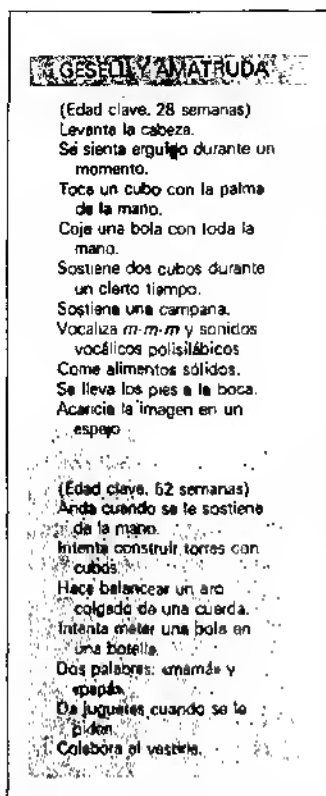 GESELL Y AMATRUDA
(Edad clave. 28 semanas)
Levanta la cabeza.
Se sienta erguido durante un
momento.
Toca un cubo con la palma
de la mano.
Coje una bola con toda la
mano.
Sostiene dos cubos durante
un cierto tiempo.
Sostiene una campana.
Vocaliza m-m-m y sonidos
vocálicos polisilábicos
Come alimentos sólidos.
Se lleva los pies a la boca.
Acaricia la imagen en un
espejo
(Edad clave. 52 semanas)
Anda cuando se le sostiene
de la mano.
Intenta construir torres con
cubos.
Hace balancear un aro
colgado de una cuerda.
Intenta meter una bola en
una botella.
Dos palabras: «mamá» y
«papá».
Da juguetes cuando se le
piden.
Colabora al vestirle.